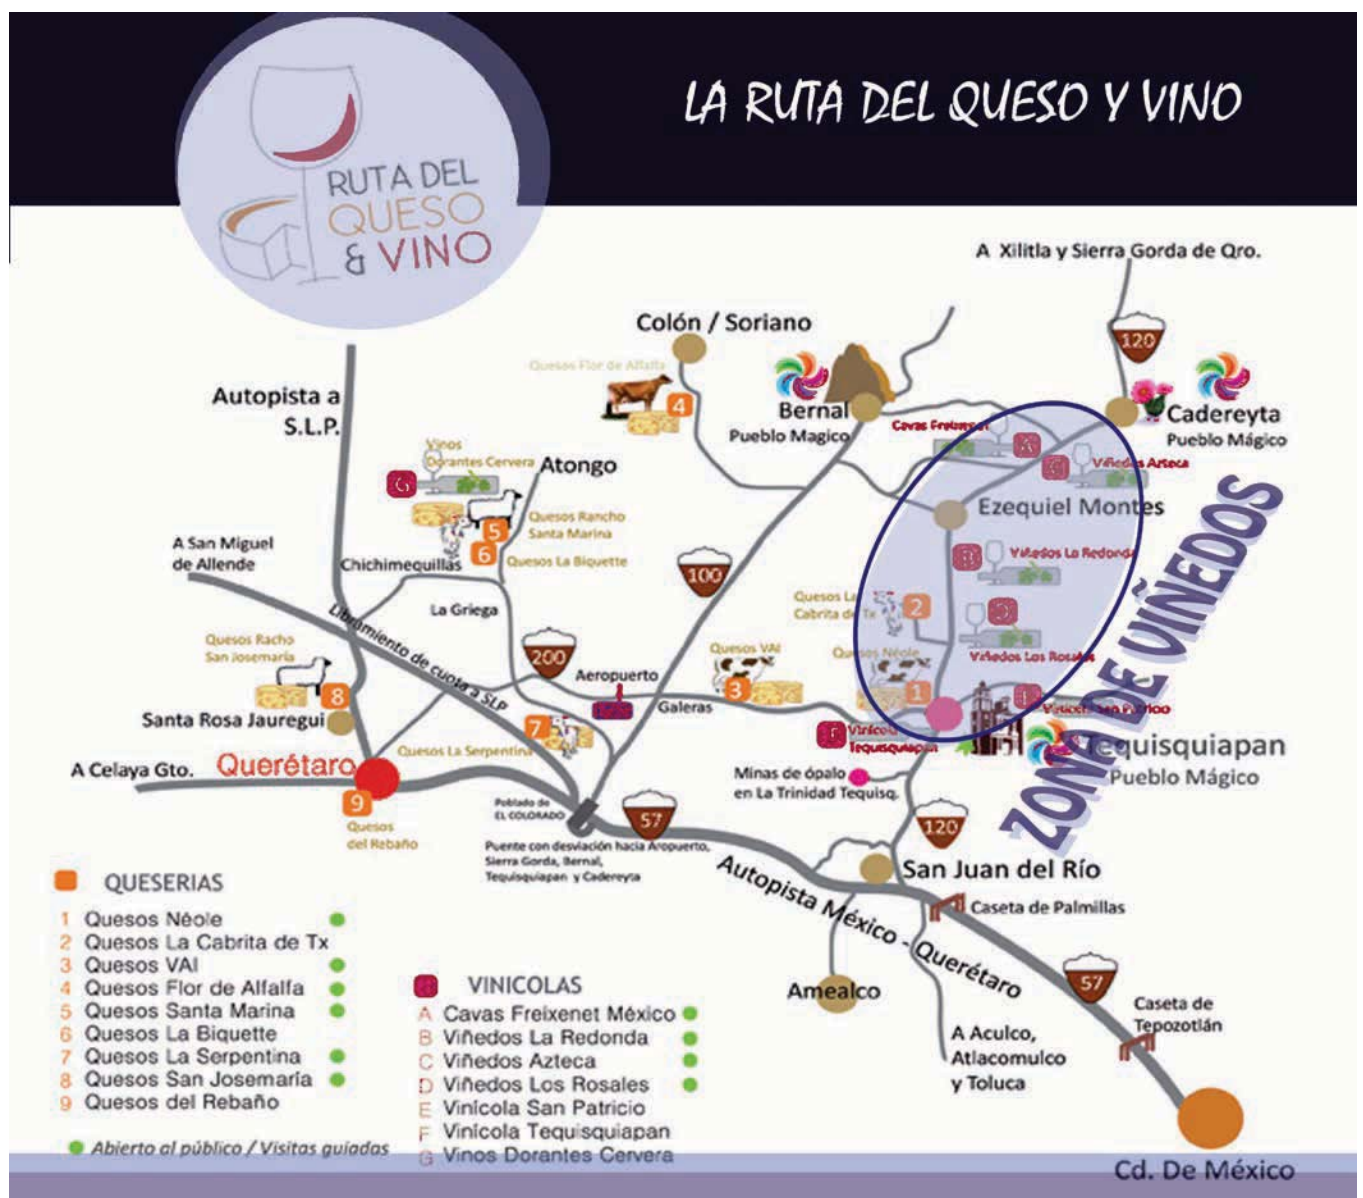 LA RUTA DEL QUESO Y VINO
RUTA DEL
QUESO
& VINO
A Xilitla y Sierra Gorda de Qro.
120
Colón / Soriano
Quesos Flor de Alfalfa
4
Bernal
Pueblo Magico
Cadereyta
Pueblo Mágico
Cavas Freixenet
A
C
Viñedos Azteca
Autopista a
S.L.P.
Vinos
Dorantes Cervera
G
Atongo
5
6
Quesos Rancho
Santa Marina
Quesos La Biquette
Ezequiel Montes
A San Miguel
de Allende
Chichimequillas
La Griega
100
B
Viñedos La Redonda
Quesos La
Cabrita de Tx
2
D
Viñedos Los Rosales
ZONA DE VIÑEDOS
Libramiento de cuota a SLP
Quesos Racho
San Josemaría
8
Santa Rosa Jauregui
200
Aeropuerto
Quesos VAI
3
Galeras
Quesos Néole
1
E
Vinícola San Patricio
F
Vinícola
Tequisquiapan
Tequisquiapan
Pueblo Mágico
7
Quesos La Serpentina
A Celaya Gto.
Querétaro
9
Quesos
del Rebaño
Minas de ópalo
en La Trinidad Tequisq.
Poblado de
EL COLORADO
57
120
Puente con desviación hacia Aropuerto,
Sierra Gorda, Bernal,
Tequisquiapan y Cadereyta
San Juan del Río
Autopista México - Querétaro
Caseta de Palmillas
Amealco
57
Caseta de
Tepozotlán
A Aculco,
Atlacomulco
y Toluca
Cd. De México
QUESERIAS
1 Quesos Néole
2 Quesos La Cabrita de Tx
3 Quesos VAI
4 Quesos Flor de Alfalfa
5 Quesos Santa Marina
6 Quesos La Biquette
7 Quesos La Serpentina
8 Quesos San Josemaría
9 Quesos del Rebaño
Abierto al público / Visitas guiadas
VINICOLAS
A Cavas Freixenet México
B Viñedos La Redonda
C Viñedos Azteca
D Viñedos Los Rosales
E Vinícola San Patricio
F Vinícola Tequisquiapan
G Vinos Dorantes Cervera